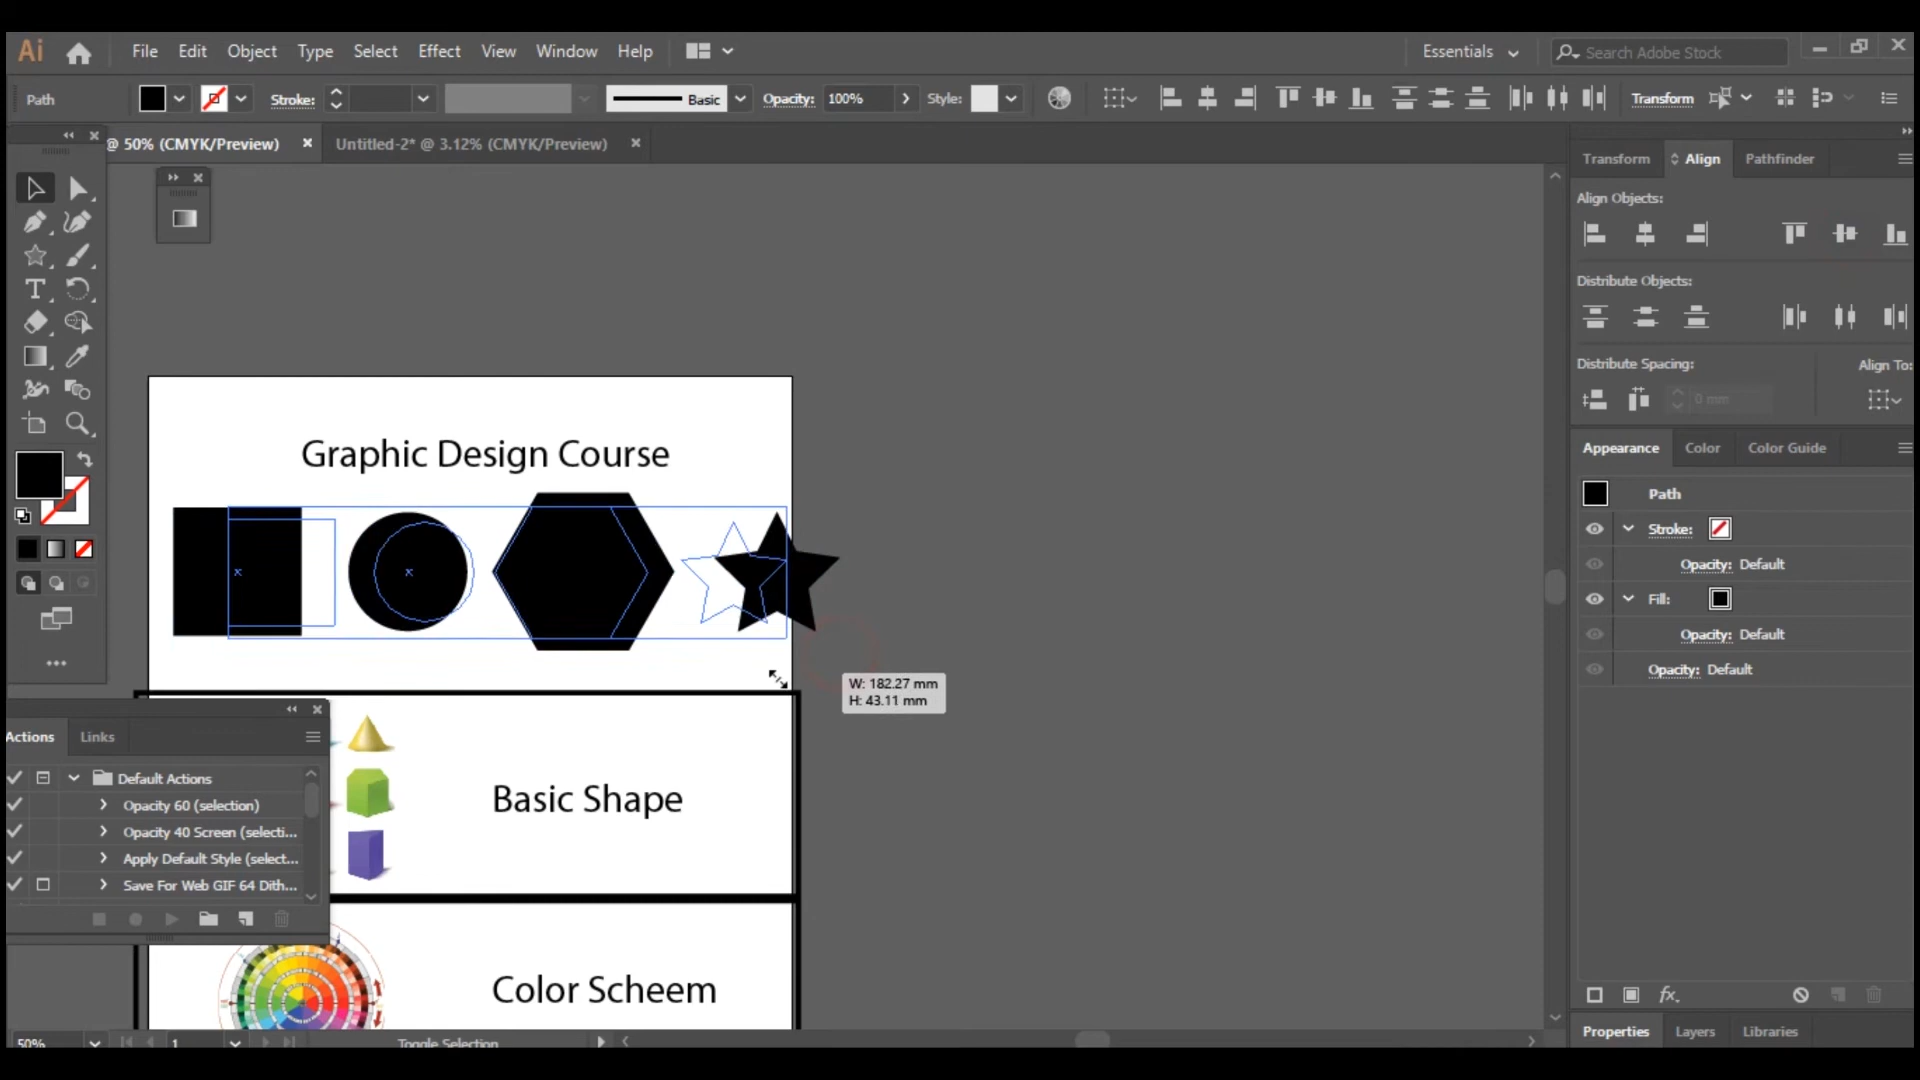 Ai File Edit Object Type Select Effect View Window Help Essentials Search Adobe Stock
Path Stroke: Basic Opacity: 100% Style: Transform
@ 50% (CMYK/Preview) × Untitled-2* @ 3.12% (CMYK/Preview) ×
Transform Align Pathfinder
Align Objects:
Distribute Objects:
Distribute Spacing: Align To:
0 mm
Appearance Color Color Guide
Path
Stroke:
Opacity: Default
Fill:
Opacity: Default
Opacity: Default
Graphic Design Course
W: 182.27 mm
H: 43.11 mm
Actions Links
Default Actions
Opacity 60 (selection)
Opacity 40 Screen (selecti...
Apply Default Style (select...
Save For Web GIF 64 Dith...
Basic Shape
Color Scheem
fx.
50% 1 Toggle Selection
Properties Layers Libraries